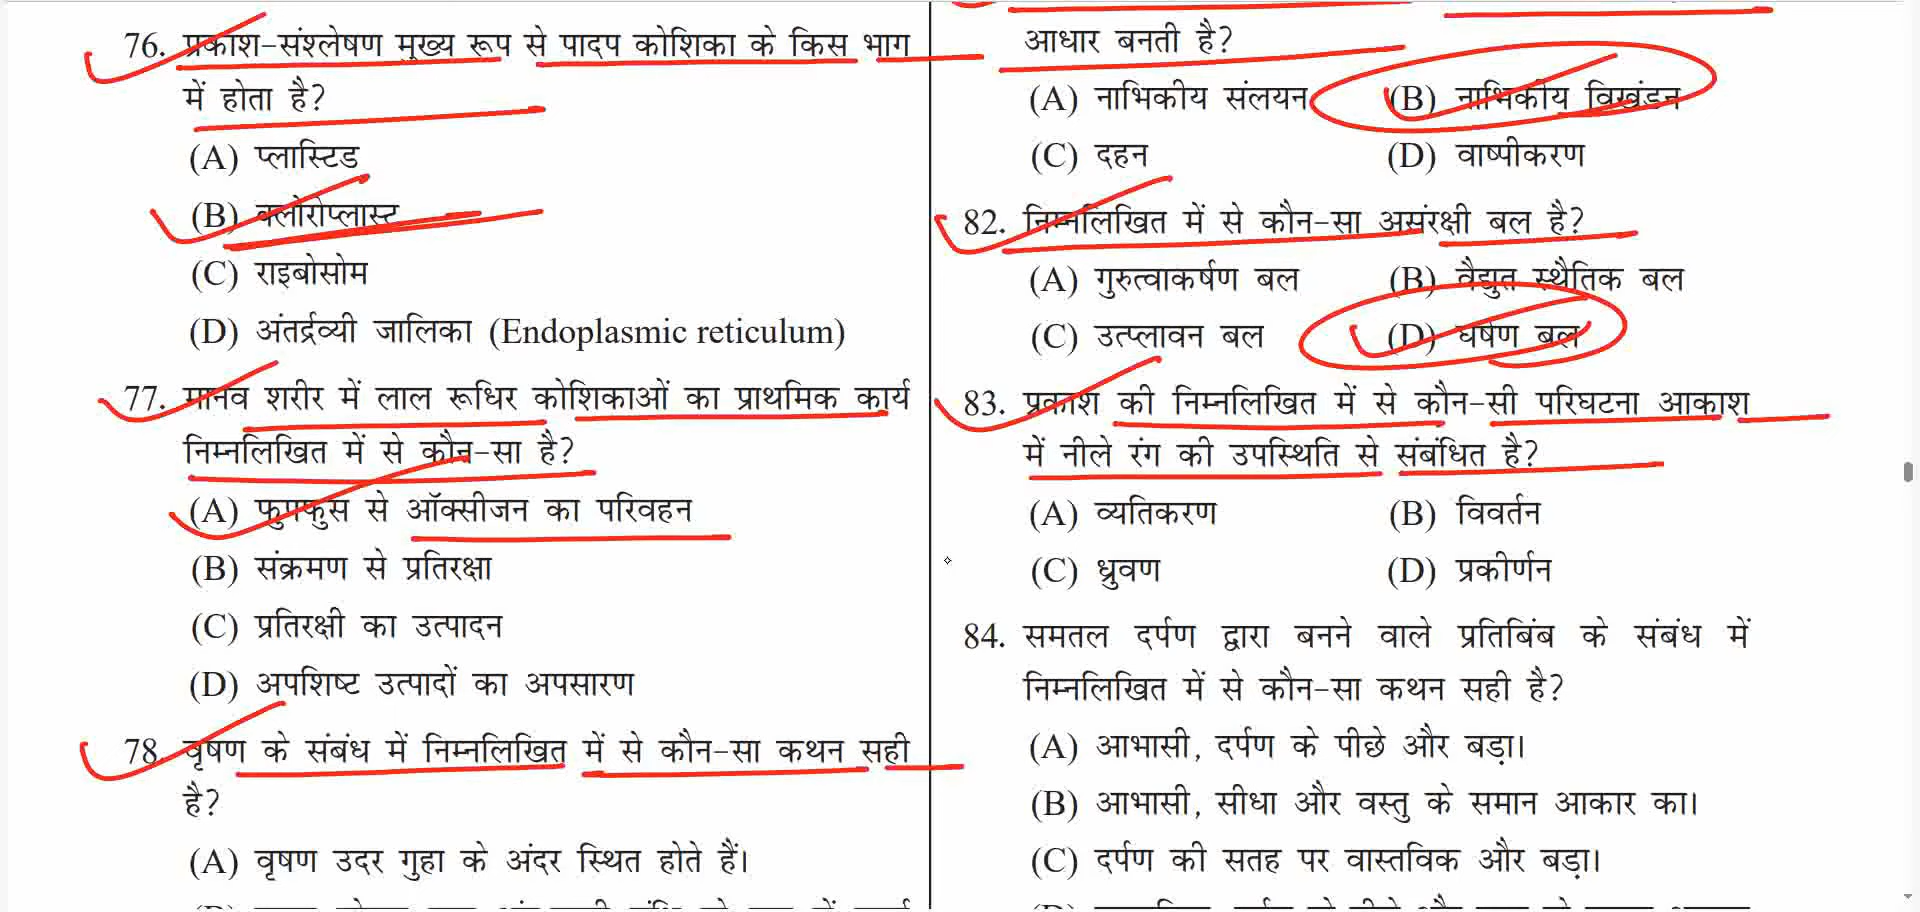 76. प्रकाश-संश्लेषण मुख्य रूप से पादप कोशिका के किस भाग
में होता है?
(A) प्लास्टिड
(B) क्लोरोप्लास्ट
(C) राइबोसोम
(D) अंतर्द्रव्यी जालिका (Endoplasmic reticulum)
77. मानव शरीर में लाल रूधिर कोशिकाओं का प्राथमिक कार्य
निम्नलिखित में से कौन-सा है?
(A) फुपफुस से ऑक्सीजन का परिवहन
(B) संक्रमण से प्रतिरक्षा
(C) प्रतिरक्षी का उत्पादन
(D) अपशिष्ट उत्पादों का अपसारण
78. वृषण के संबंध में निम्नलिखित में से कौन-सा कथन सही
है?
(A) वृषण उदर गुहा के अंदर स्थित होते हैं।
आधार बनती है?
(A) नाभिकीय संलयन (B) नाभिकीय विखंडन
(C) दहन (D) वाष्पीकरण
82. निम्नलिखित में से कौन-सा असंरक्षी बल है?
(A) गुरुत्वाकर्षण बल (B) वैद्युत स्थैतिक बल
(C) उत्प्लावन बल (D) घर्षण बल
83. प्रकाश की निम्नलिखित में से कौन-सी परिघटना आकाश
में नीले रंग की उपस्थिति से संबंधित है?
(A) व्यतिकरण (B) विवर्तन
(C) ध्रुवण (D) प्रकीर्णन
84. समतल दर्पण द्वारा बनने वाले प्रतिबिंब के संबंध में
निम्नलिखित में से कौन-सा कथन सही है?
(A) आभासी, दर्पण के पीछे और बड़ा।
(B) आभासी, सीधा और वस्तु के समान आकार का।
(C) दर्पण की सतह पर वास्तविक और बड़ा।